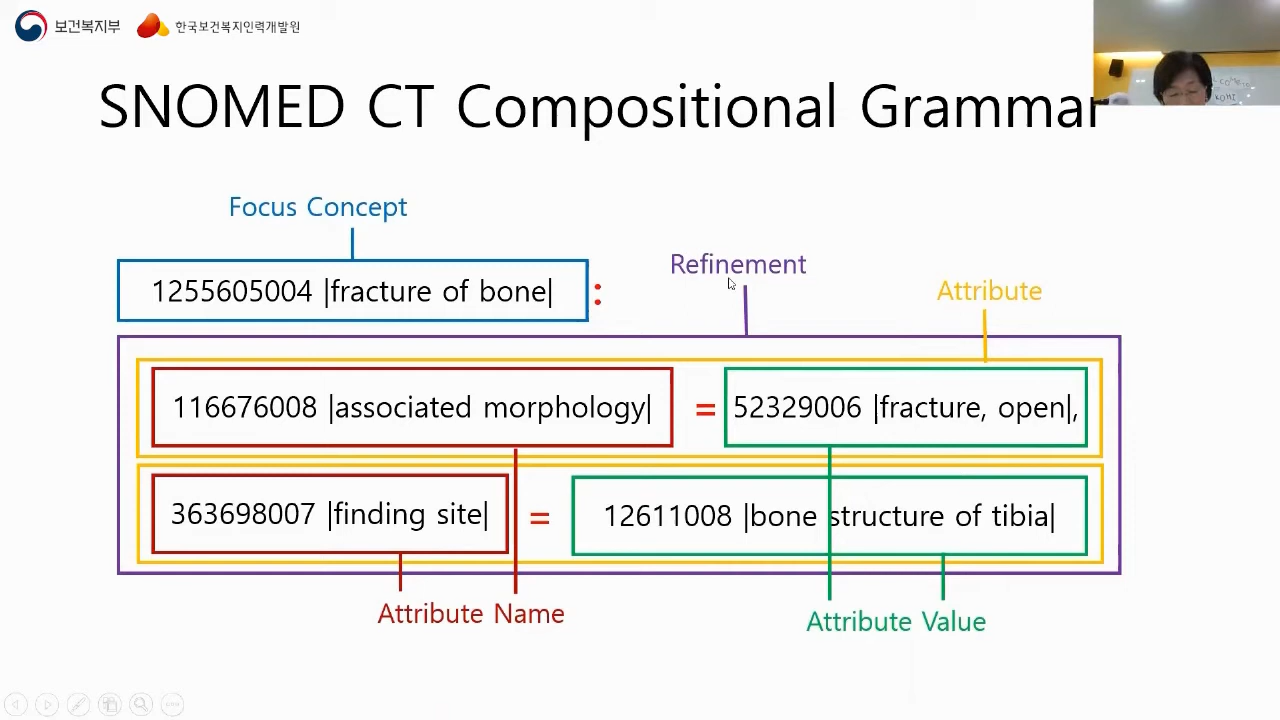 보건복지부 한국보건복지인력개발원
SNOMED CT Compositional Grammar
Focus Concept
Refinement
Attribute
1255605004 |fracture of bone| :
116676008 |associated morphology| = 52329006 |fracture, open|,
363698007 |finding site| = 12611008 |bone structure of tibia|
Attribute Name
Attribute Value